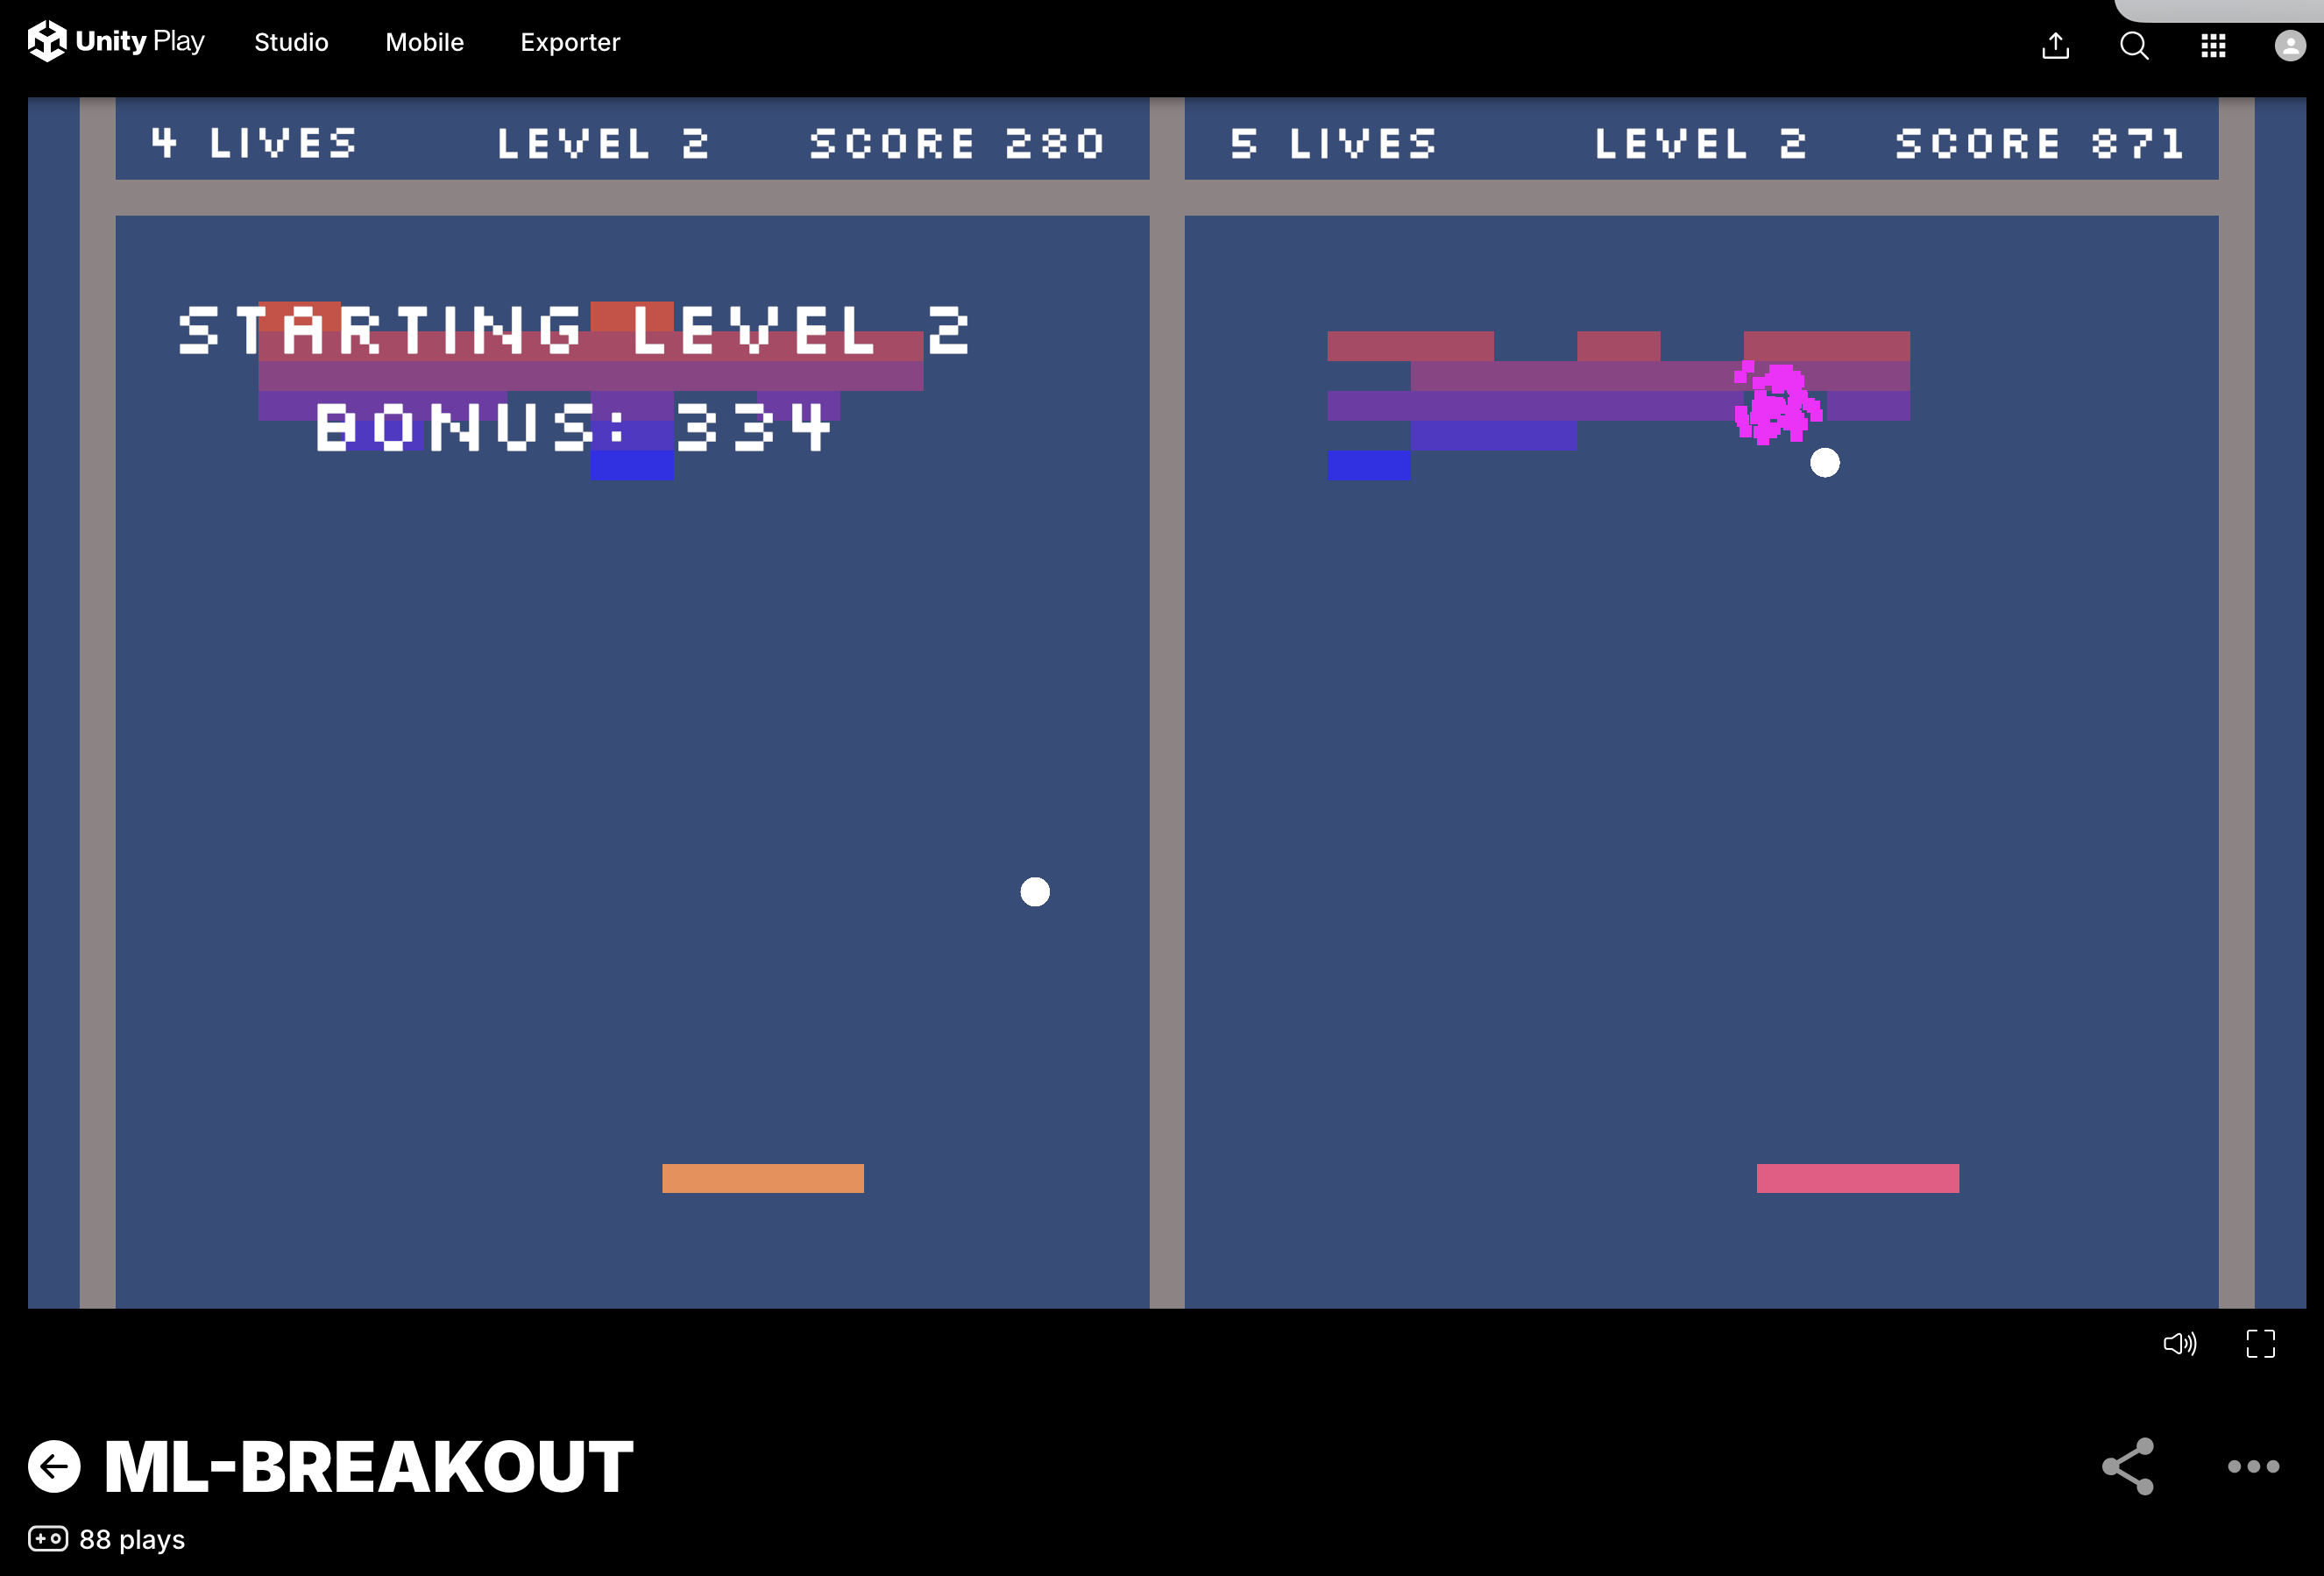 Unity Play Studio Mobile Exporter
4 LIVES LEVEL 2 SCORE 280
5 LIVES LEVEL 2 SCORE 871
STARTING LEVEL 2
BONUS: 334
ML-BREAKOUT
88 plays